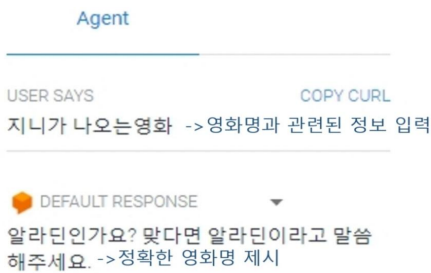 Agent
USER SAYS COPY CURL
지니가 나오는영화 ->영화명과 관련된 정보 입력
DEFAULT RESPONSE
알라딘인가요? 맞다면 알라딘이라고 말씀
해주세요. ->정확한 영화명 제시